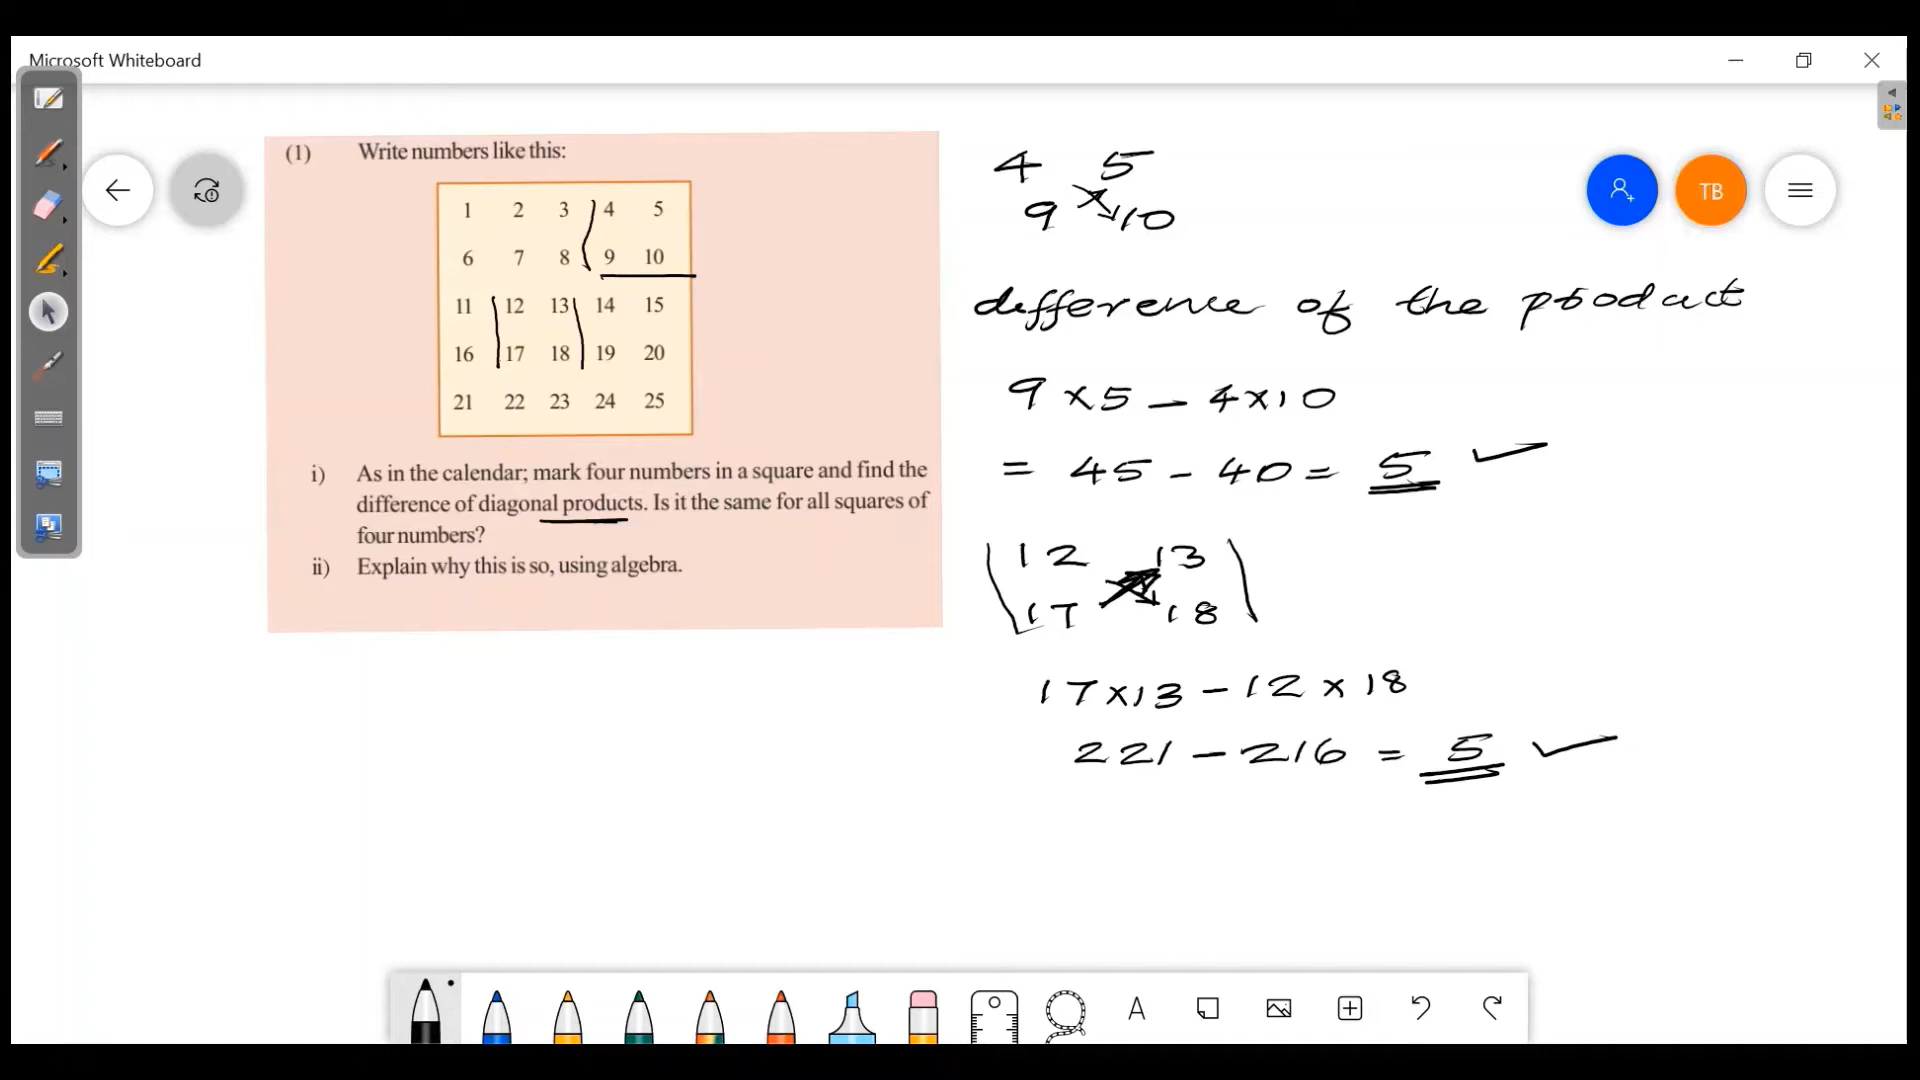 Microsoft Whiteboard
(1) Write numbers like this:
1 2 3 4 5
6 7 8 9 10
11 12 13 14 15
16 17 18 19 20
21 22 23 24 25
i) As in the calendar; mark four numbers in a square and find the
difference of diagonal products. Is it the same for all squares of
four numbers?
ii) Explain why this is so, using algebra.
4 5
9 10
difference of the product
9 × 5 - 4 × 10
= 45 - 40 = 5
12 13
17 18
17 × 13 - 12 × 18
221 - 216 = 5
TB
A